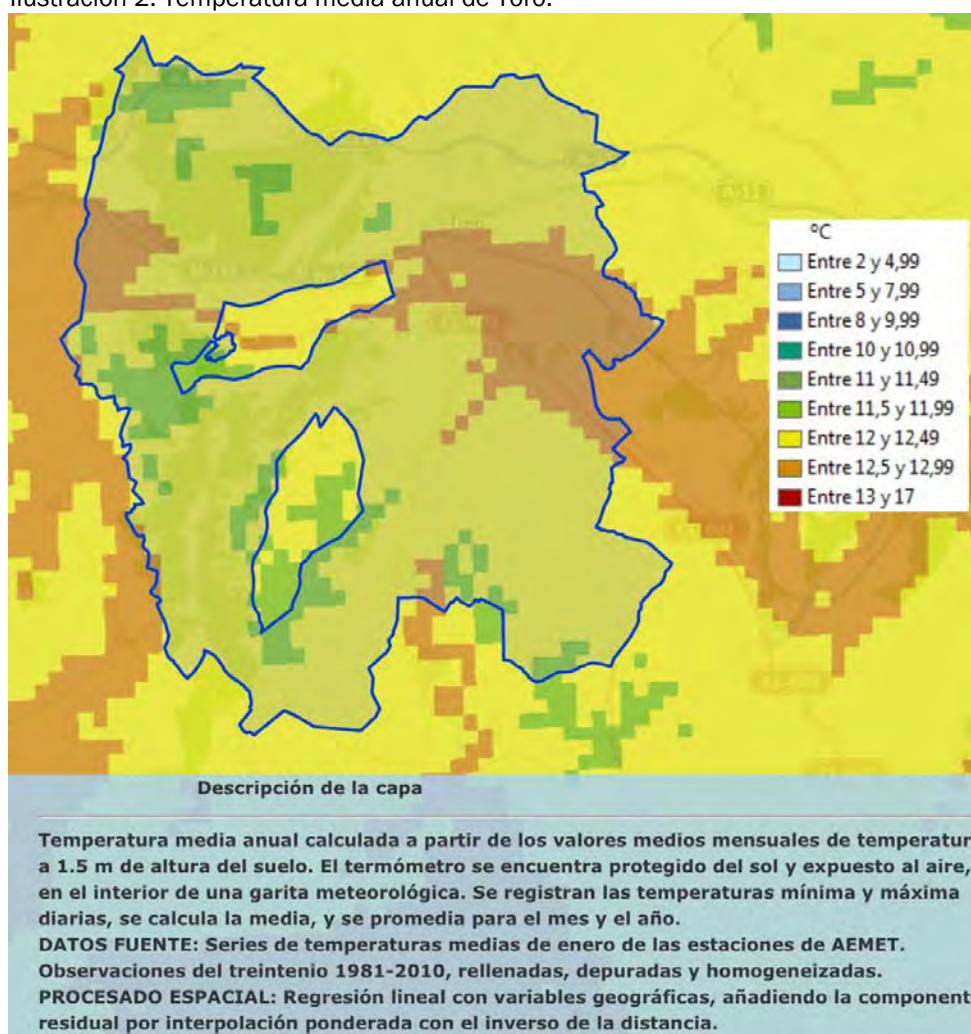 Ilustración 2. Temperatura media anual de Toro.
ºC
Entre 2 y 4,99
Entre 5 y 7,99
Entre 8 y 9,99
Entre 10 y 10,99
Entre 11 y 11,49
Entre 11,5 y 11,99
Entre 12 y 12,49
Entre 12,5 y 12,99
Entre 13 y 17
Descripción de la capa
Temperatura media anual calculada a partir de los valores medios mensuales de temperatur
a 1.5 m de altura del suelo. El termómetro se encuentra protegido del sol y expuesto al aire,
en el interior de una garita meteorológica. Se registran las temperaturas mínima y máxima
diarias, se calcula la media, y se promedia para el mes y el año.
DATOS FUENTE: Series de temperaturas medias de enero de las estaciones de AEMET.
Observaciones del treintenio 1981-2010, rellenadas, depuradas y homogeneizadas.
PROCESADO ESPACIAL: Regresión lineal con variables geográficas, añadiendo la component
residual por interpolación ponderada con el inverso de la distancia.